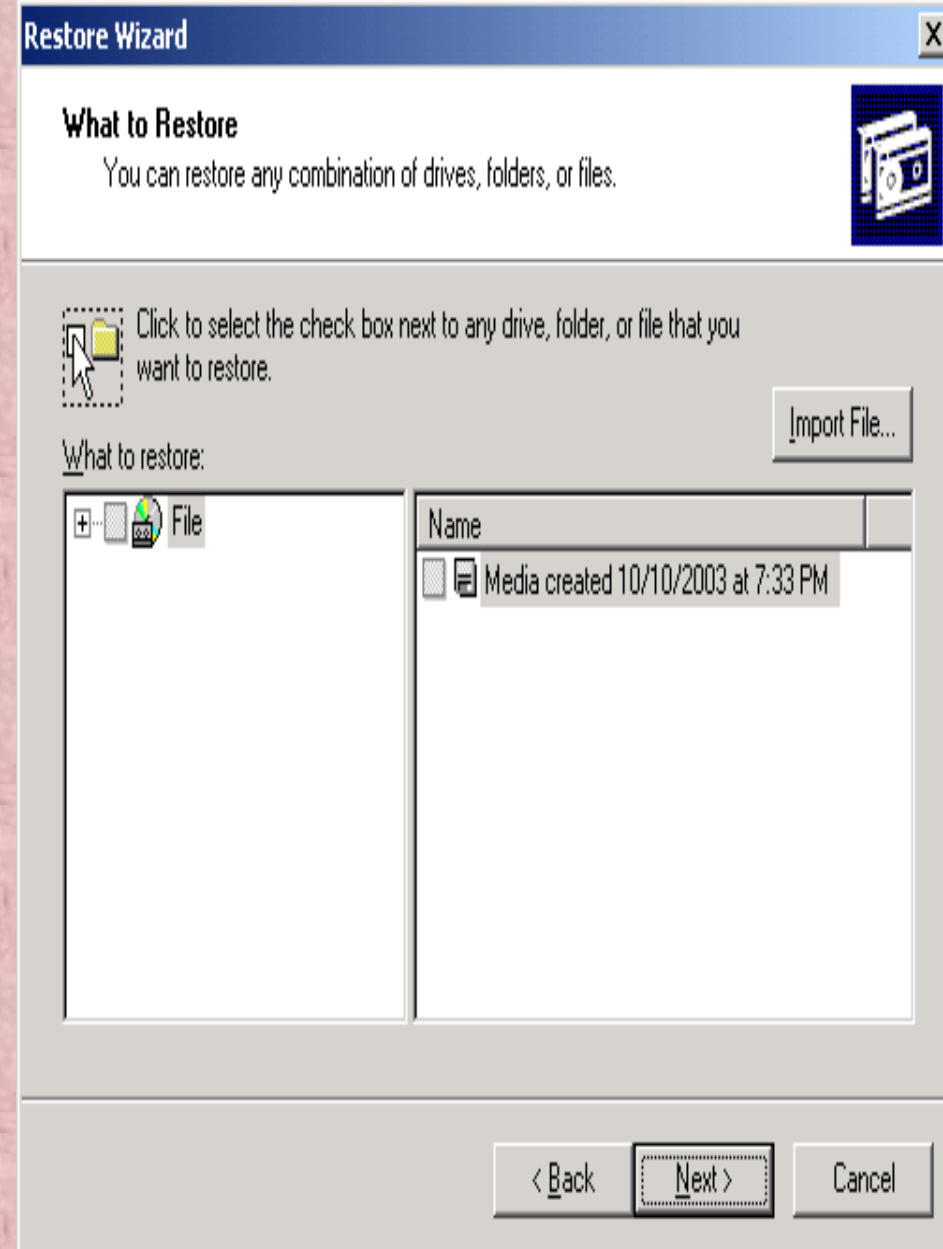 Restore Wizard
X
What to Restore
You can restore any combination of drives, folders, or files.
Click to select the check box next to any drive, folder, or file that you
want to restore.
Import File...
What to restore:
File
Name
Media created 10/10/2003 at 7:33 PM
< Back
Next >
Cancel